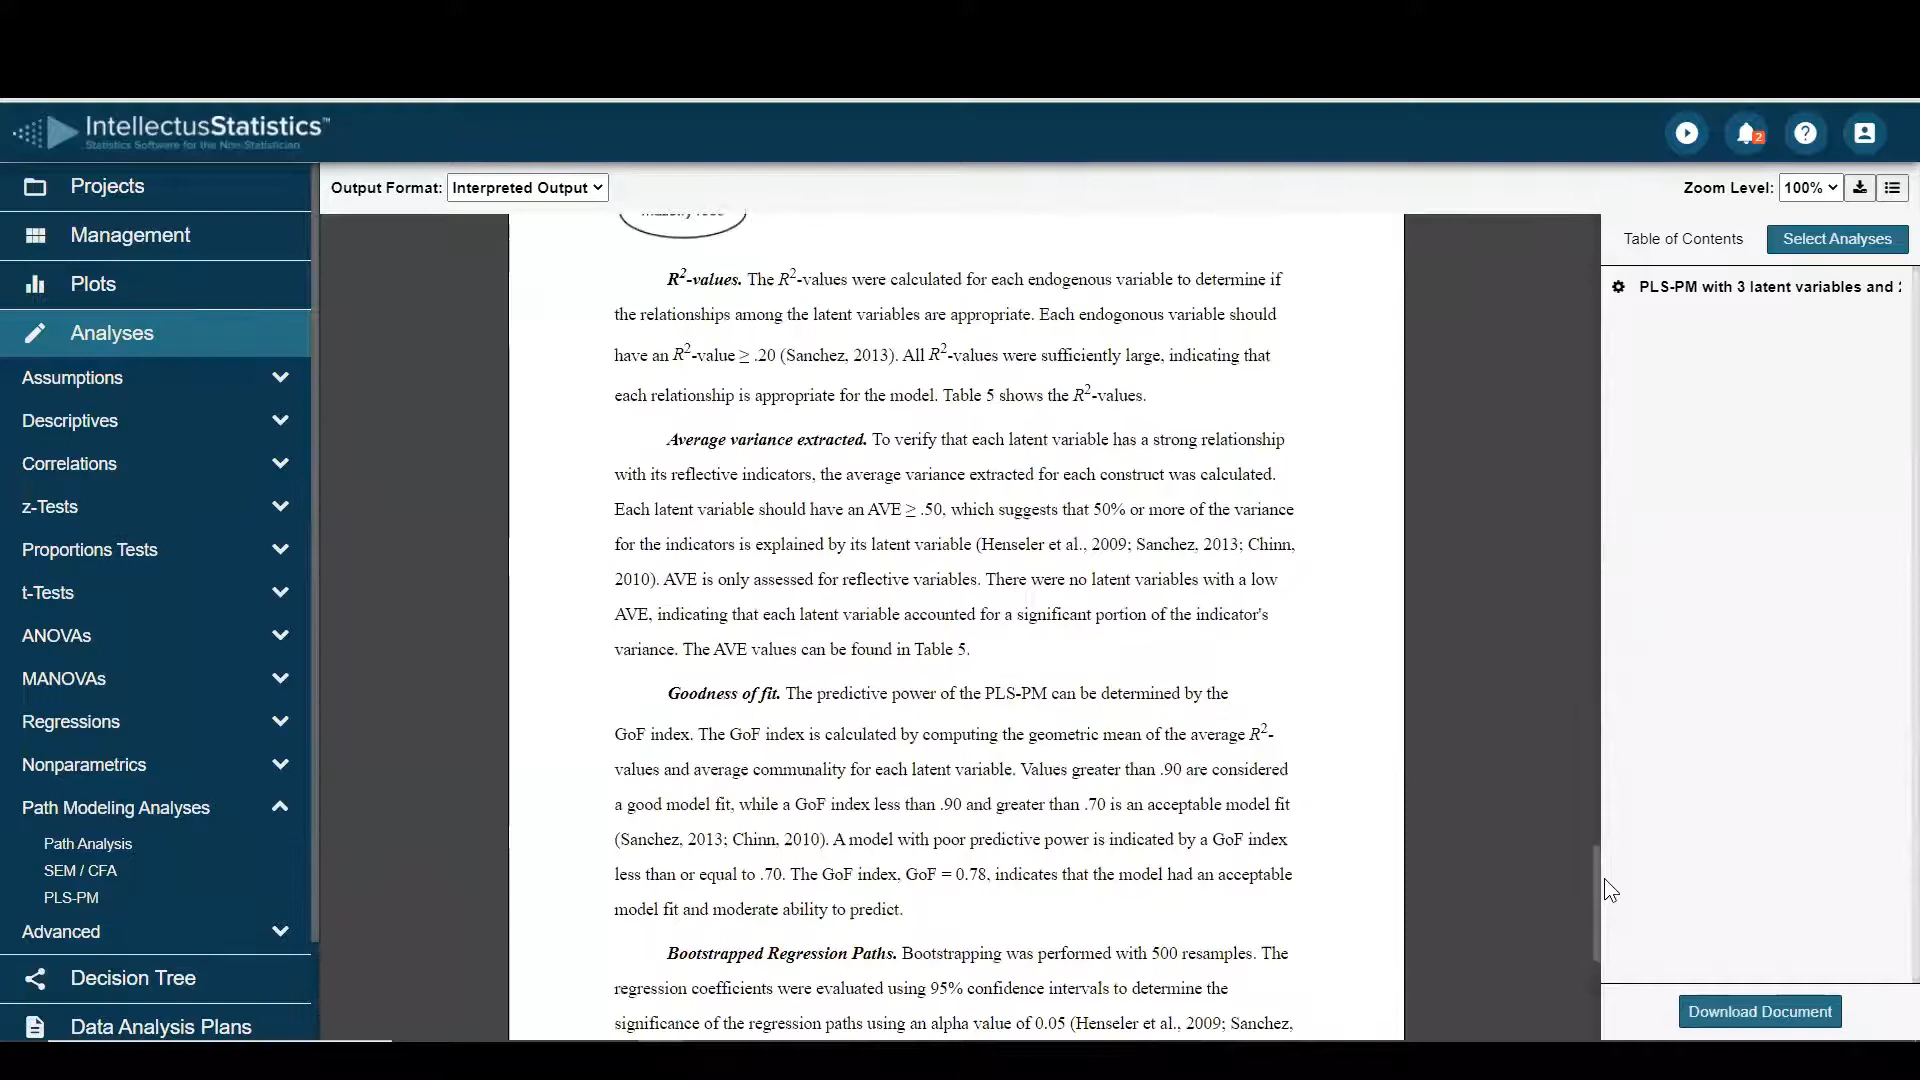 IntellectusStatistics™
Statistics Software for the Non-Statistician
2
Projects
Management
Plots
Analyses
Assumptions
Descriptives
Correlations
z-Tests
Proportions Tests
t-Tests
ANOVAs
MANOVAs
Regressions
Nonparametrics
Path Modeling Analyses
Path Analysis
SEM / CFA
PLS-PM
Advanced
Decision Tree
Data Analysis Plans
Output Format: Interpreted Output
Zoom Level: 100%
R²-values. The R²-values were calculated for each endogenous variable to determine if
the relationships among the latent variables are appropriate. Each endogonous variable should
have an R²-value ≥ .20 (Sanchez, 2013). All R²-values were sufficiently large, indicating that
each relationship is appropriate for the model. Table 5 shows the R²-values.
Average variance extracted. To verify that each latent variable has a strong relationship
with its reflective indicators, the average variance extracted for each construct was calculated.
Each latent variable should have an AVE ≥ .50, which suggests that 50% or more of the variance
for the indicators is explained by its latent variable (Henseler et al., 2009; Sanchez, 2013; Chinn,
2010). AVE is only assessed for reflective variables. There were no latent variables with a low
AVE, indicating that each latent variable accounted for a significant portion of the indicator's
variance. The AVE values can be found in Table 5.
Goodness of fit. The predictive power of the PLS-PM can be determined by the
GoF index. The GoF index is calculated by computing the geometric mean of the average R²-
values and average communality for each latent variable. Values greater than .90 are considered
a good model fit, while a GoF index less than .90 and greater than .70 is an acceptable model fit
(Sanchez, 2013; Chinn, 2010). A model with poor predictive power is indicated by a GoF index
less than or equal to .70. The GoF index, GoF = 0.78, indicates that the model had an acceptable
model fit and moderate ability to predict.
Bootstrapped Regression Paths. Bootstrapping was performed with 500 resamples. The
regression coefficients were evaluated using 95% confidence intervals to determine the
significance of the regression paths using an alpha value of 0.05 (Henseler et al., 2009; Sanchez,
Table of Contents
Select Analyses
PLS-PM with 3 latent variables and
Download Document